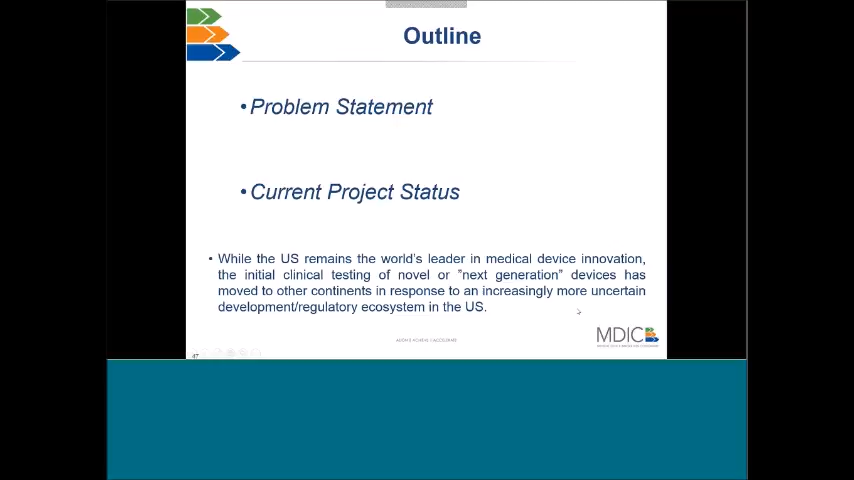 Outline
•Problem Statement
•Current Project Status
• While the US remains the world's leader in medical device innovation,
the initial clinical testing of novel or "next generation" devices has
moved to other continents in response to an increasingly more uncertain
development/regulatory ecosystem in the US.
MDIC
47